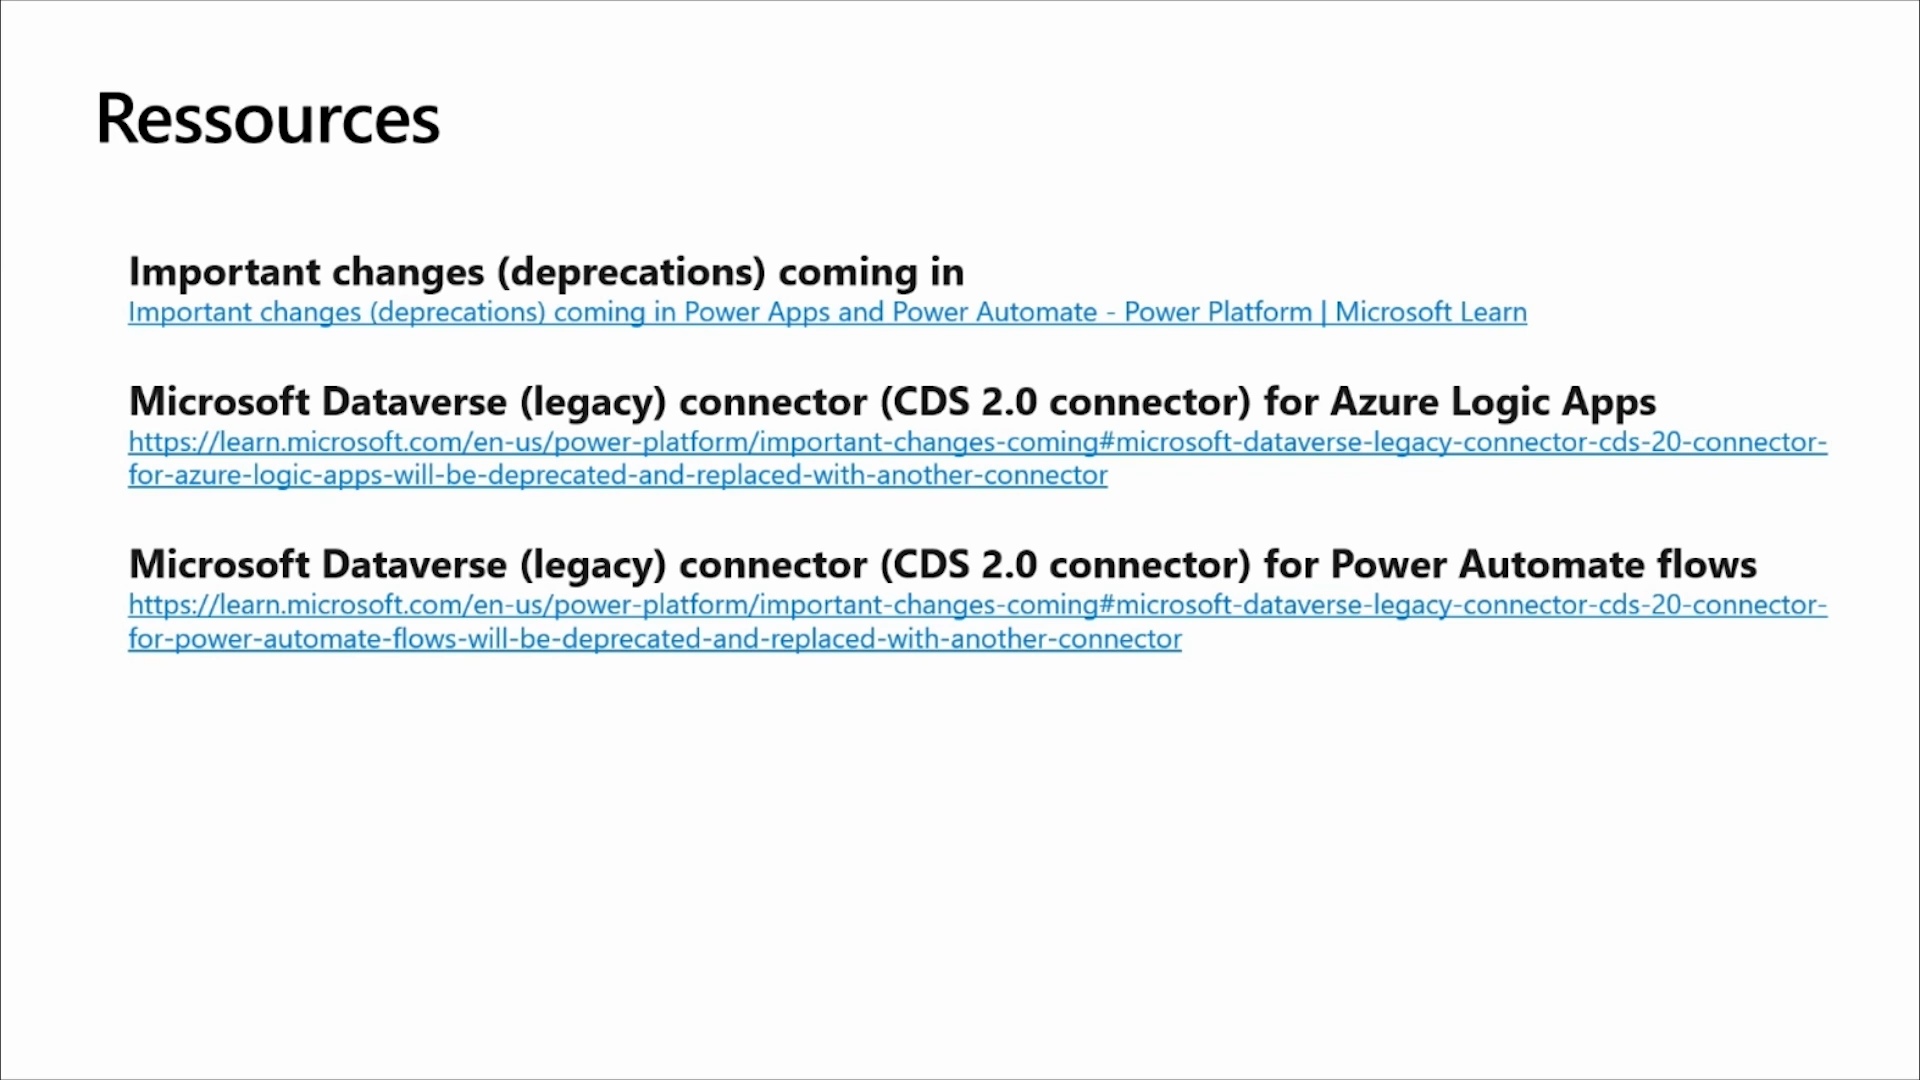 Ressources
Important changes (deprecations) coming in
Important changes (deprecations) coming in Power Apps and Power Automate - Power Platform | Microsoft Learn
Microsoft Dataverse (legacy) connector (CDS 2.0 connector) for Azure Logic Apps
https://learn.microsoft.com/en-us/power-platform/important-changes-coming#microsoft-dataverse-legacy-connector-cds-20-connector-
for-azure-logic-apps-will-be-deprecated-and-replaced-with-another-connector
Microsoft Dataverse (legacy) connector (CDS 2.0 connector) for Power Automate flows
https://learn.microsoft.com/en-us/power-platform/important-changes-coming#microsoft-dataverse-legacy-connector-cds-20-connector-
for-power-automate-flows-will-be-deprecated-and-replaced-with-another-connector